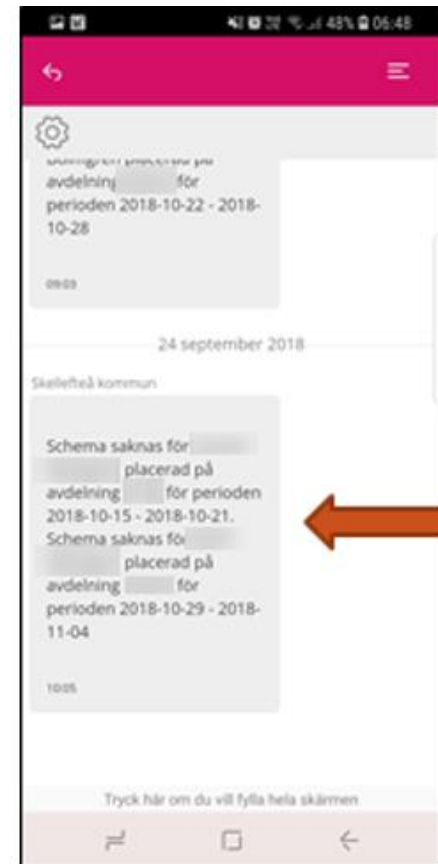 48% 06:48
avdelning för
perioden 2018-10-22 - 2018-
10-28
09:03
24 september 2018
Skellefteå kommun
Schema saknas för
placerad på
avdelning för perioden
2018-10-15 - 2018-10-21.
Schema saknas för
placerad på
avdelning för
perioden 2018-10-29 - 2018-
11-04
10:05
Tryck här om du vill fylla hela skärmen